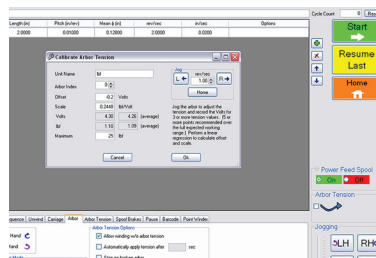 Length (in) Pitch (in/rev) Mean ϕ (in) rev/sec in/sec Options
2.0000 0.01000 0.12000 2.0000 0.0200
Cycle Count 0 Res
Start
Resume
Last
Home
Calibrate Arbor Tension
Unit Name lbf
Arbor Index 0
Offset -0.2 Volts
Scale 0.2440 lbf/Volt
Volts 4.30 4.26 (average)
lbf 1.10 1.09 (average)
Maximum 25 lbf
Jog
rev/sec
L 1.00 R
Home
Jog the arbor to adjust the
tension and record the Volts for
3 or more tension values. (5 or
more points recommended over
the full expected working
range.) Perform a linear
regression to calculate offset
and scale.
Cancel Ok
Power Feed Spool
On Off
Arbor Tension
Jogging
LH RH
equence Unwind Carriage Arbor Arbor Tension Spool Brakes Pause Barcode Point Winder
Hand
Hand
Arbor Tension Options
Allow winding w/o arbor tension
Automatically apply tension after sec